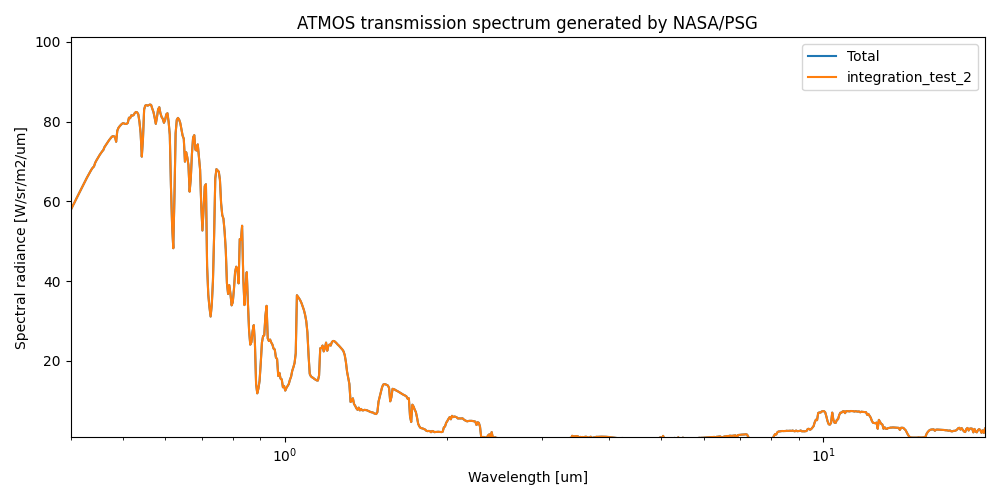 ATMOS transmission spectrum generated by NASA/PSG
Total
integration_test_2
Spectral radiance [W/sr/m2/um]
100
80
60
40
20
10⁰
10¹
Wavelength [um]